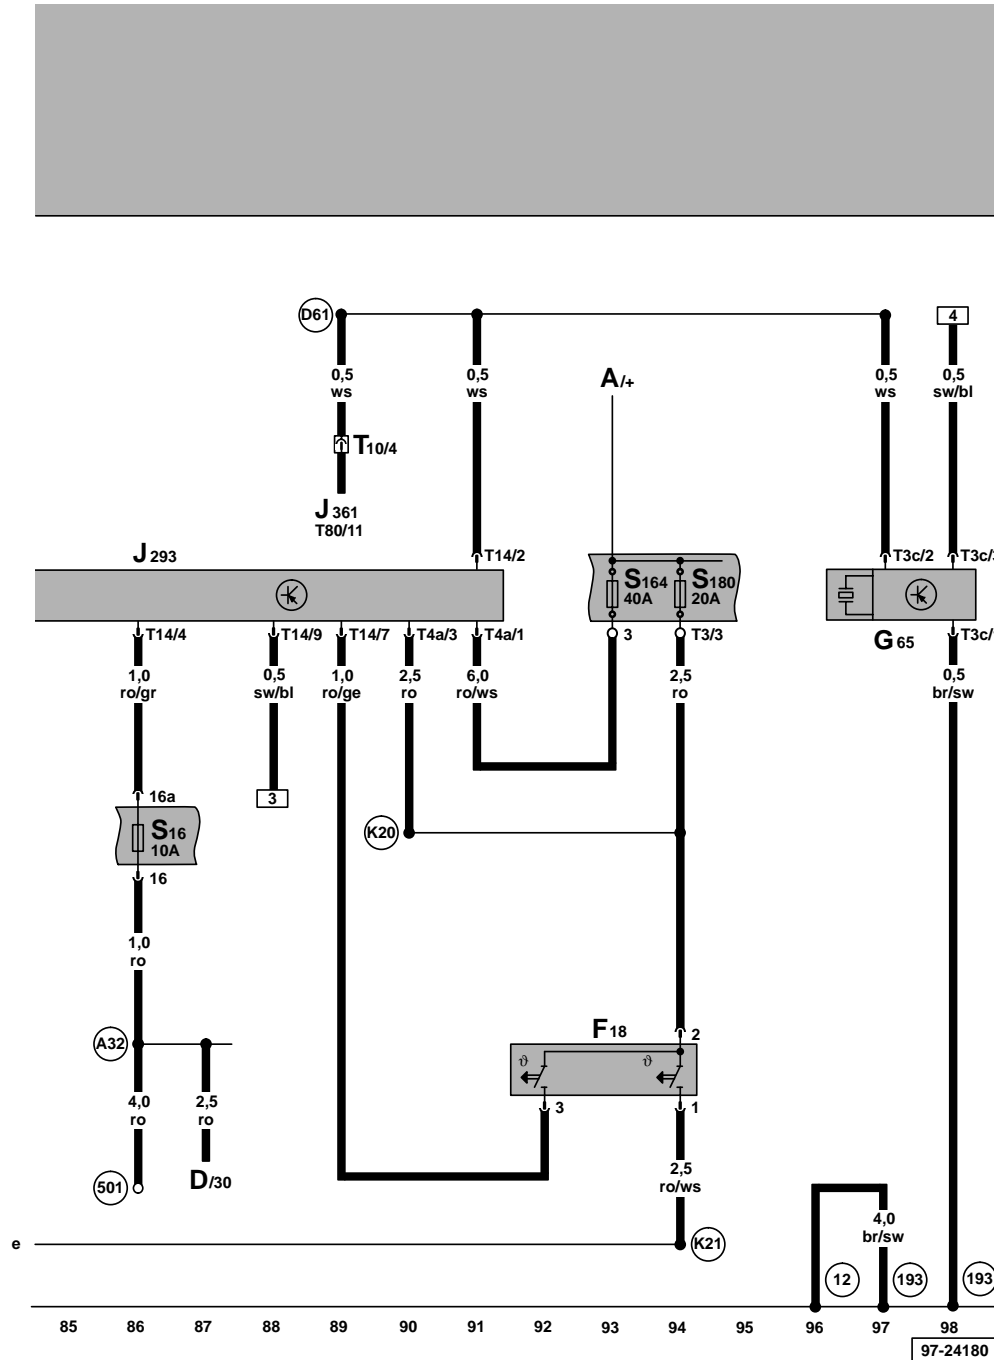 D61
4
0,5 0,5 0,5 0,5
ws ws ws sw/bl
A/+
T10/4
J361
T80/11
J293
T14/2 T3c/2
S164 S180
40A 20A
T14/4 T14/9 T14/7 T4a/3 T4a/1 3 T3/3
G65
1,0 0,5 1,0 2,5 6,0 2,5 0,5
ro/gr sw/bl ro/ge ro ro/ws ro br/sw
16a
3
S16
10A
K20
16
1,0
ro
F18
2
A32
ϑ ϑ
3 1
4,0 2,5
ro ro
501
D/30
2,5
ro/ws
e
K21
4,0
br/sw
12 193 193
85 86 87 88 89 90 91 92 93 94 95 96 97 98
97-24180